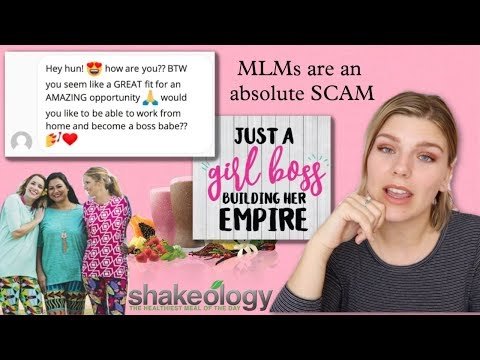 Hey hun! 😍 how are you?? BTW
you seem like a GREAT fit for an
AMAZING opportunity 🙏 would
you like to be able to work from
home and become a boss babe??
💅❤️
MLMs are an
absolute SCAM
JUST A
girl boss
BUILDING HER
EMPIRE
shakeology
THE HEALTHIEST MEAL OF THE DAY